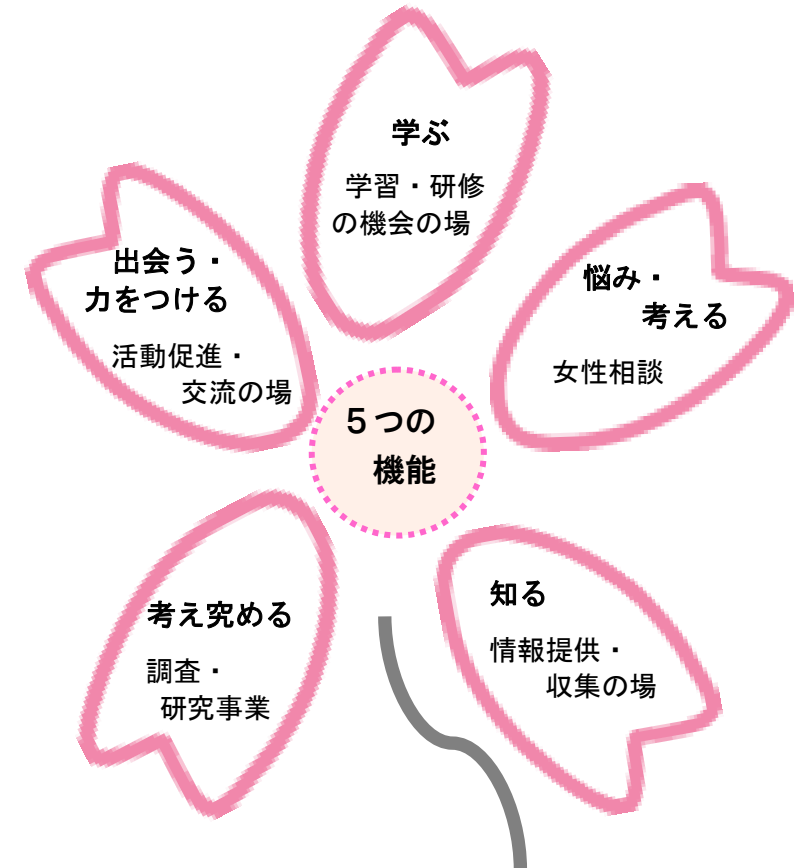 学ぶ
学習・研修
の機会の場
出会う・
力をつける
活動促進・
交流の場
悩み・
考える
女性相談
５つの
機能
考え究める
調査・
研究事業
知る
情報提供・
収集の場